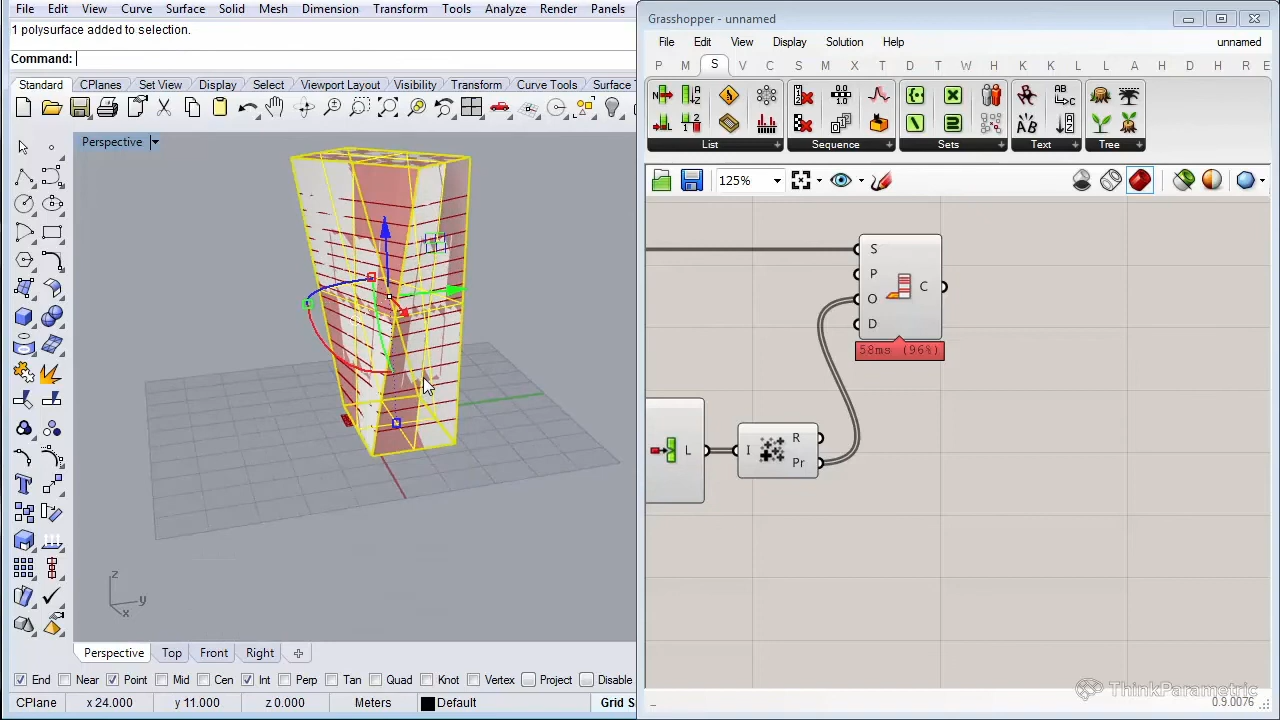 File Edit View Curve Surface Solid Mesh Dimension Transform Tools Analyze Render Panels
1 polysurface added to selection.
Command:
Standard CPlanes Set View Display Select Viewport Layout Visibility Transform Curve Tools Surface T
Perspective
z
y
x
Perspective Top Front Right
End Near Point Mid Cen Int Perp Tan Quad Knot Vertex Project Disable
CPlane x 24.000 y 11.000 z 0.000 Meters Default Grid S
Grasshopper - unnamed
File Edit View Display Solution Help unnamed
P M S V C S M X T D W H K L A D H R E
List Sequence Sets Text Tree
125%
S
P
O
D
C
58ms (96%)
L
I
R
Pr
ThinkParametric
0.9.0076